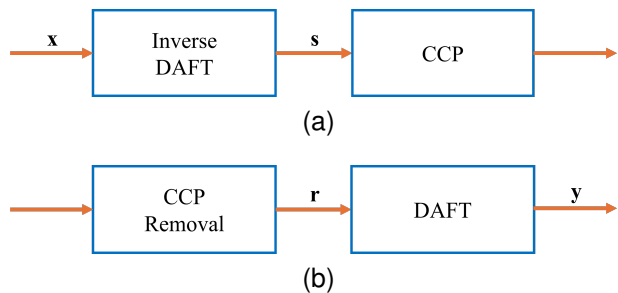 x
Inverse
DAFT
s
CCP
(a)
CCP
Removal
r
DAFT
y
(b)